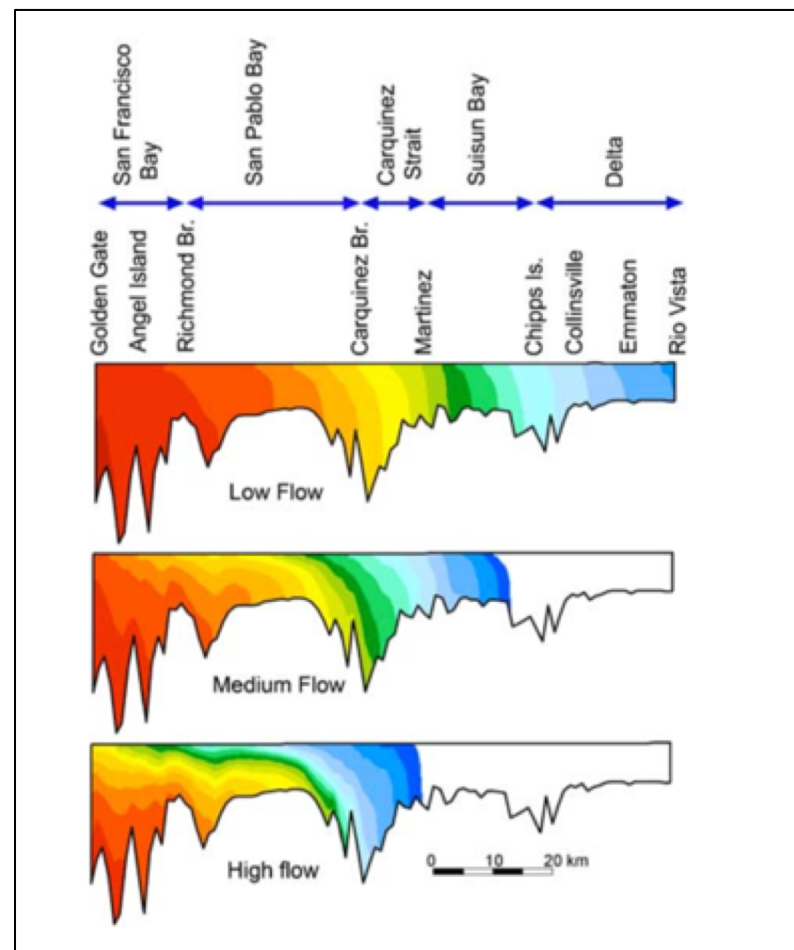 San Francisco
Bay
San Pablo Bay
Carquinez
Strait
Suisun Bay
Delta
Golden Gate
Angel Island
Richmond Br.
Carquinez Br.
Martinez
Chipps Is.
Collinsville
Emmaton
Rio Vista
Low Flow
Medium Flow
High flow
0 10 20 km